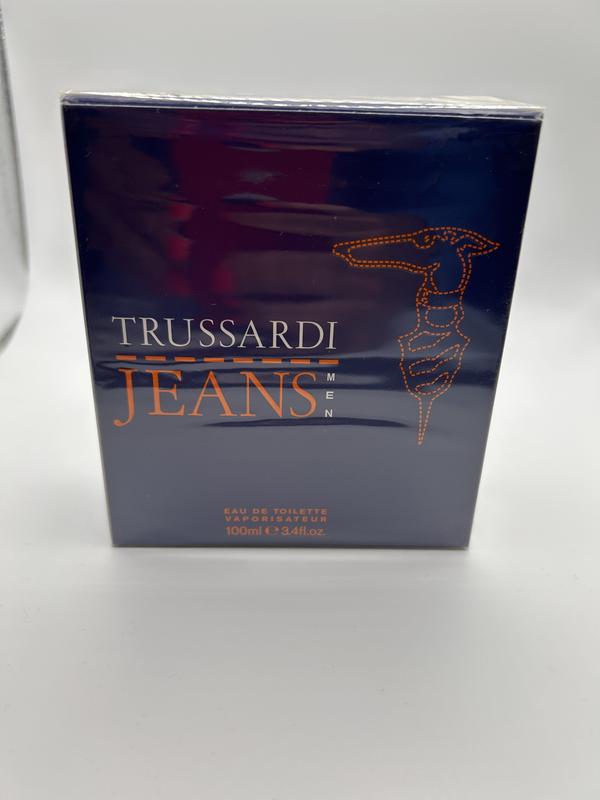 TRUSSARDI
JEANS MEN
EAU DE TOILETTE
VAPORISATEUR
100ml ℮ 3.4fl.oz.